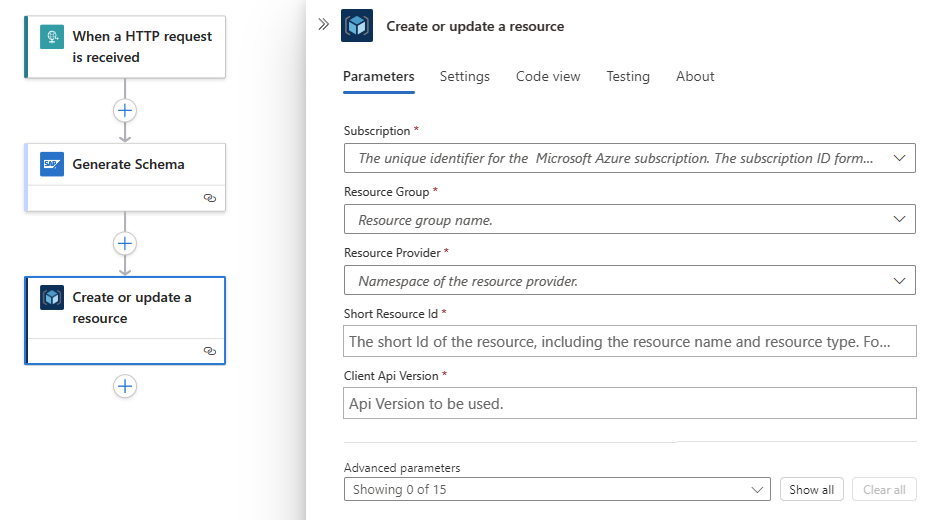 When a HTTP request
is received
SAP
Generate Schema
Create or update a
resource
Create or update a resource
Parameters Settings Code view Testing About
Subscription *
The unique identifier for the  Microsoft Azure subscription. The subscription ID form...
Resource Group *
Resource group name.
Resource Provider *
Namespace of the resource provider.
Short Resource Id *
The short Id of the resource, including the resource name and resource type. Fo...
Client Api Version *
Api Version to be used.
Advanced parameters
Showing 0 of 15 Show all Clear all